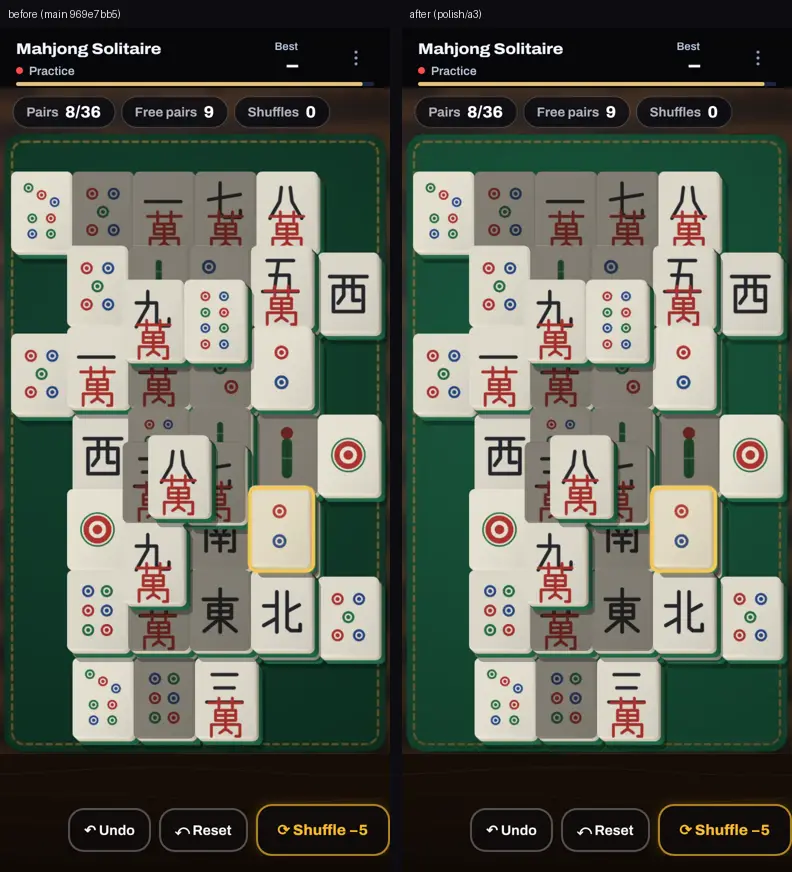 before (main 969e7bb5)
Mahjong Solitaire
Best
–
Practice
Pairs 8/36
Free pairs 9
Shuffles 0
一萬
七萬
八萬
五萬
西
九萬
一萬
萬
西
八萬
七
九萬
南
萬
東
北
三萬
↶ Undo
Reset
⟳ Shuffle –5
after (polish/a3)
Mahjong Solitaire
Best
–
Practice
Pairs 8/36
Free pairs 9
Shuffles 0
一萬
七萬
八萬
五萬
西
九萬
一萬
萬
西
八萬
七
九萬
南
萬
東
北
三萬
↶ Undo
Reset
⟳ Shuffle –5